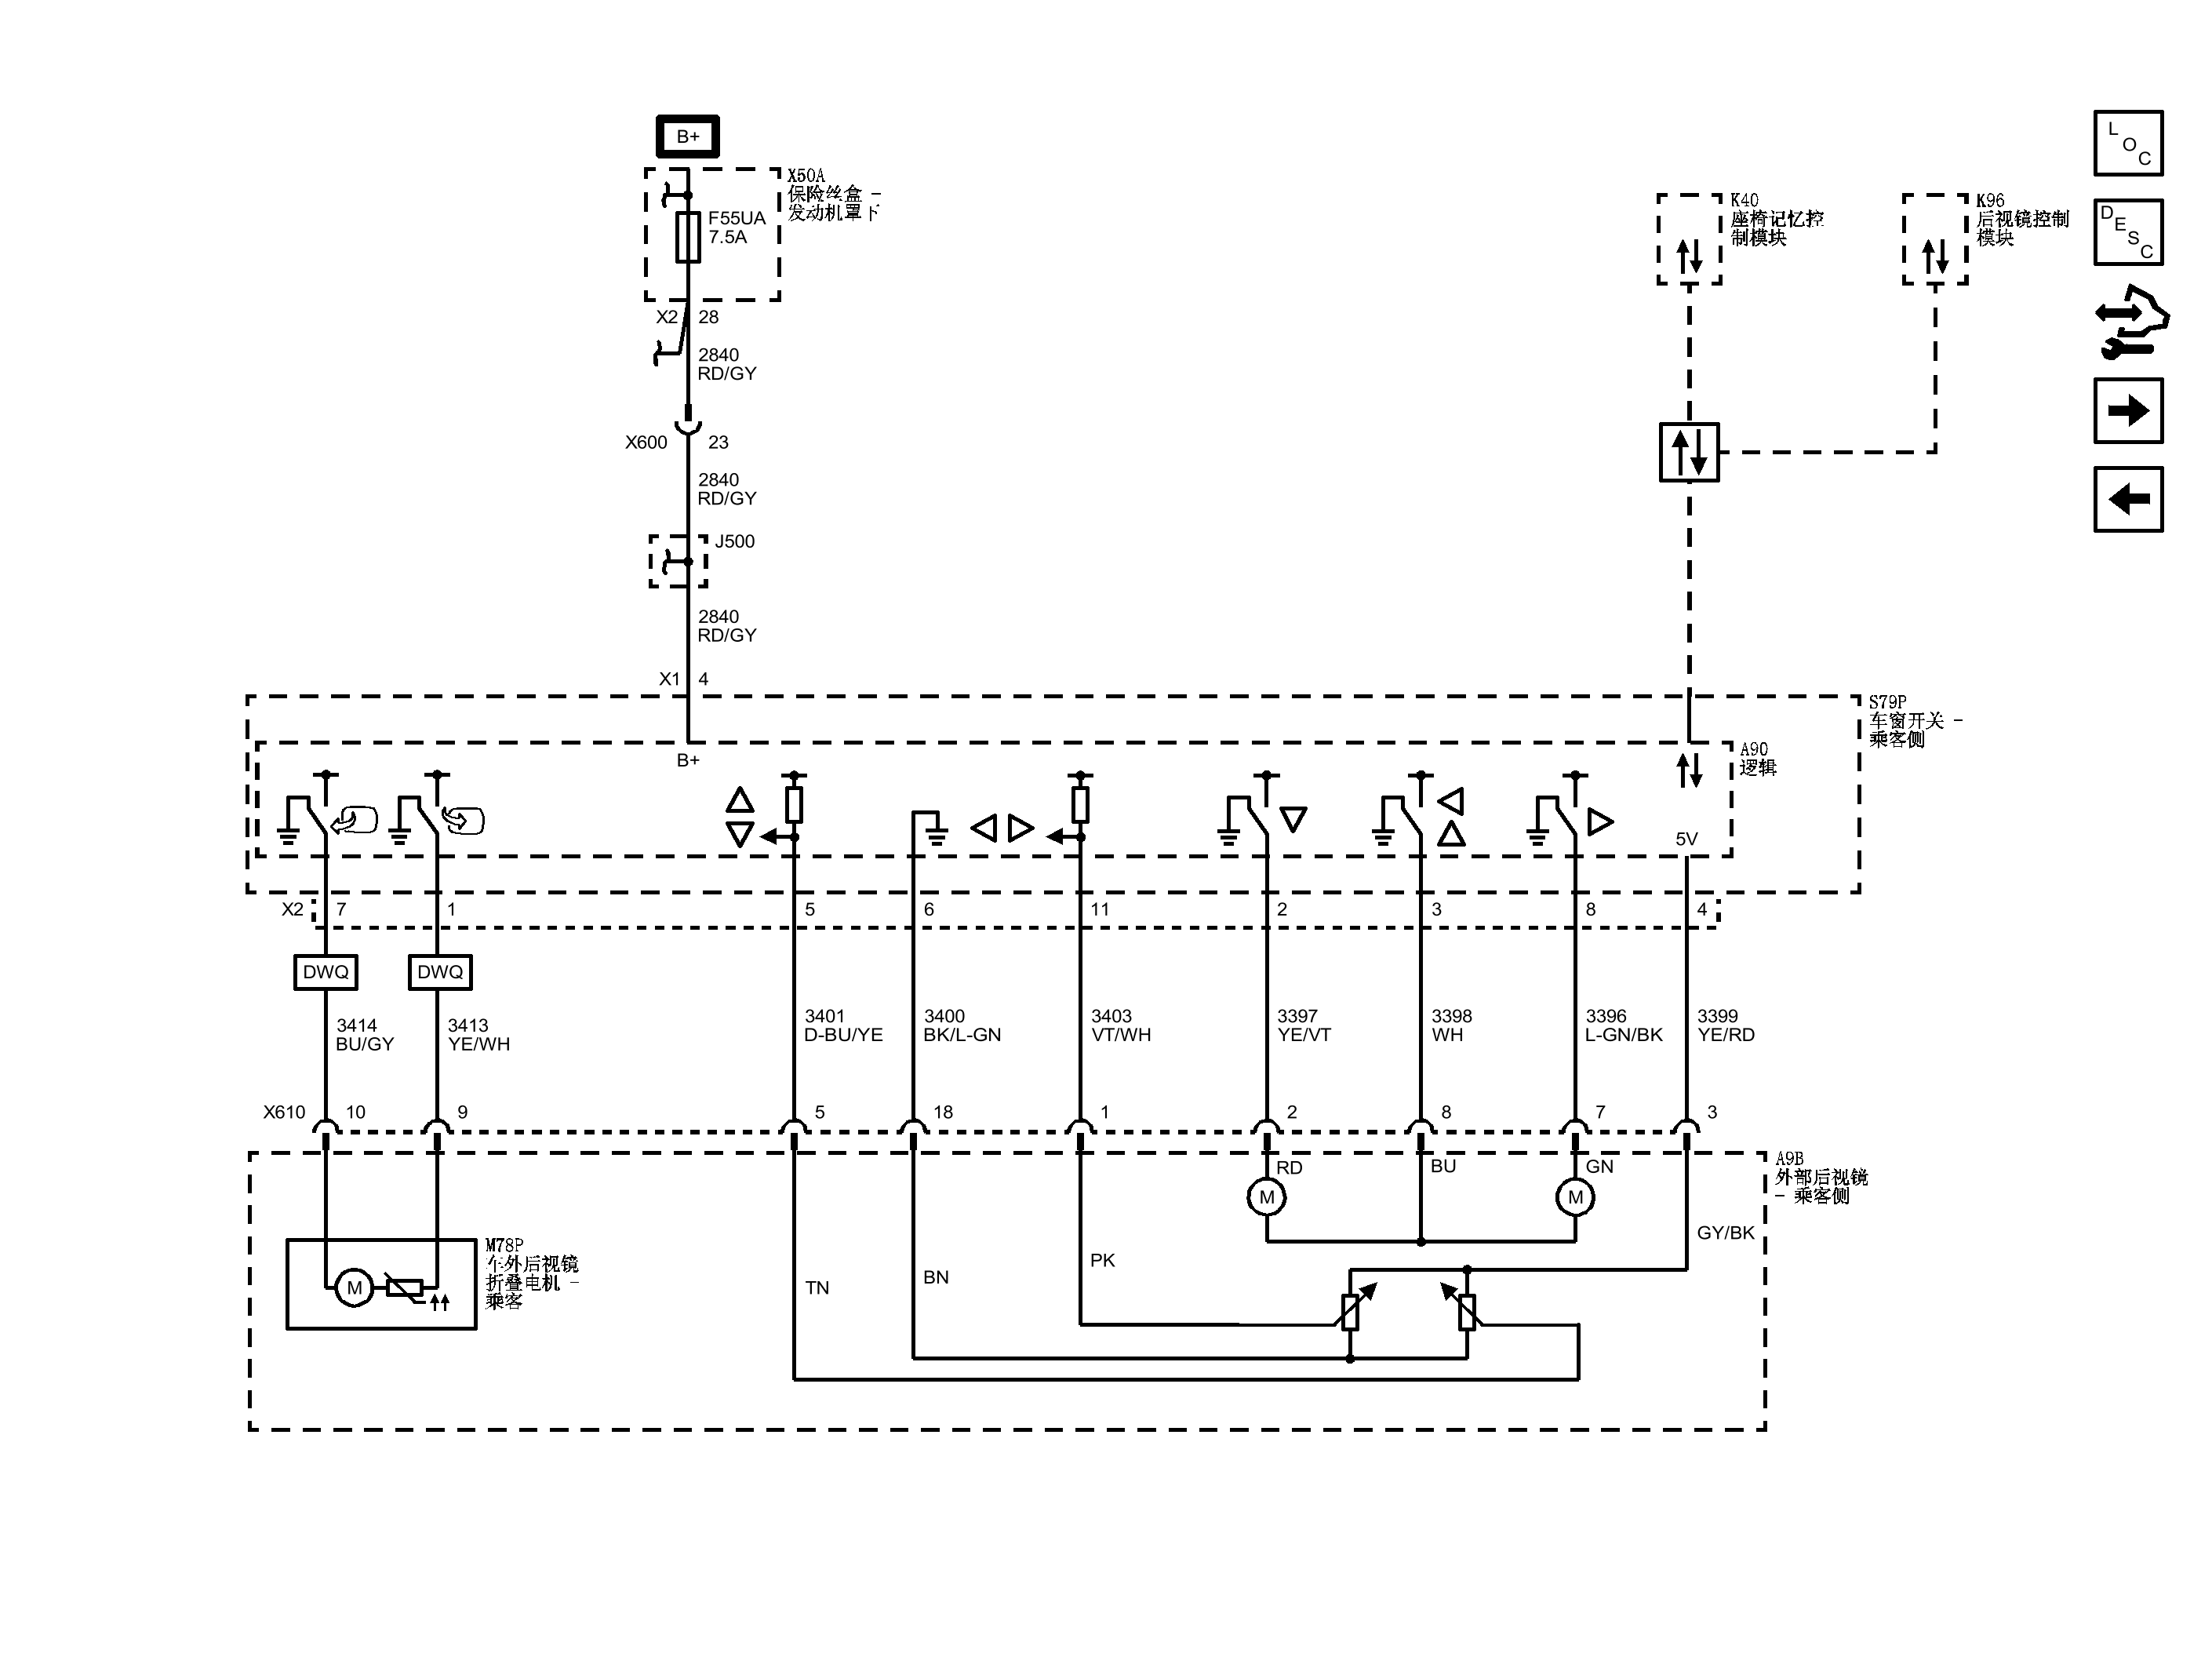 B+
X50A
保险丝盒 -
发动机罩下
F55UA
7.5A
X2 28
2840
RD/GY
X600 23
2840
RD/GY
J500
2840
RD/GY
X1 4
K40
座椅记忆控
制模块
K96
后视镜控制
模块
L
O
C
D
E
S
C
S79P
车窗开关 -
乘客侧
A90
逻辑
B+
5V
X2 7 1 5 6 11 2 3 8 4
DWQ DWQ
3414
BU/GY
3413
YE/WH
3401
D-BU/YE
3400
BK/L-GN
3403
VT/WH
3397
YE/VT
3398
WH
3396
L-GN/BK
3399
YE/RD
X610 10 9 5 18 1 2 8 7 3
A9B
外部后视镜
- 乘客侧
RD BU GN
M M
GY/BK
M78P
车外后视镜
折叠电机 -
乘客
M
TN
BN
PK